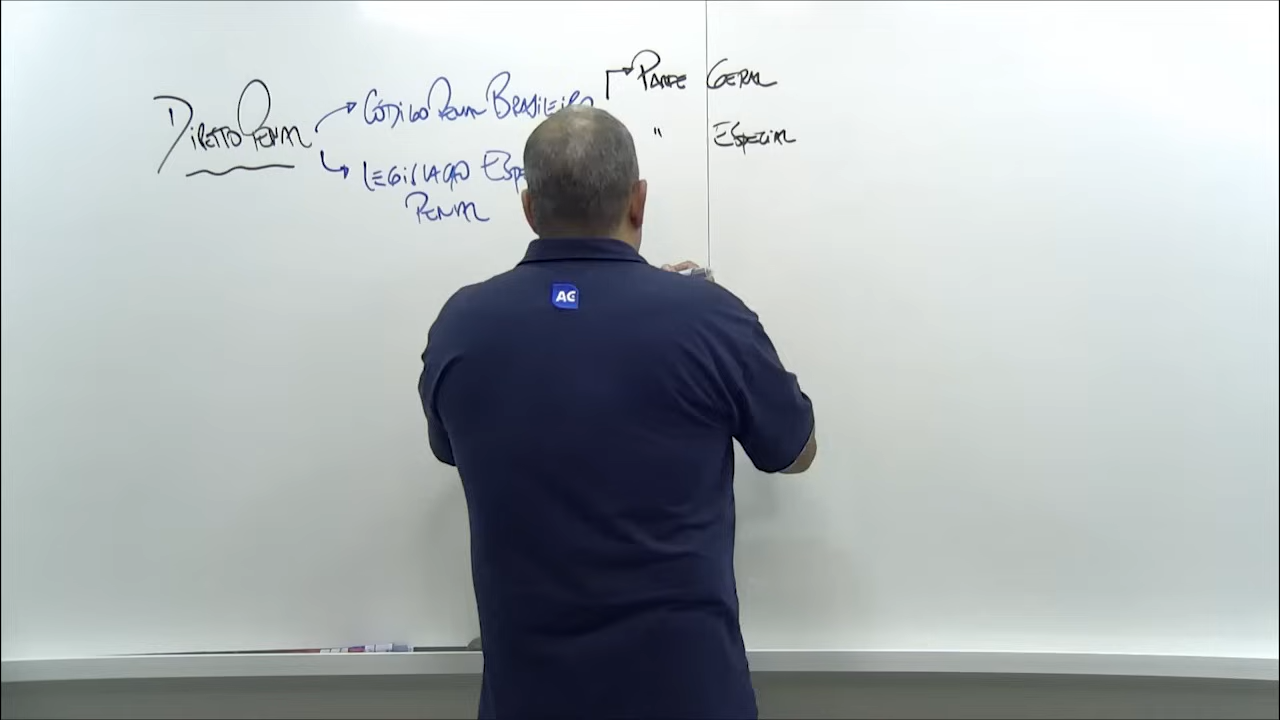 Direito Penal
Código Penal Brasileiro
Legislação
Penal
Parte Geral
" Especial
AG